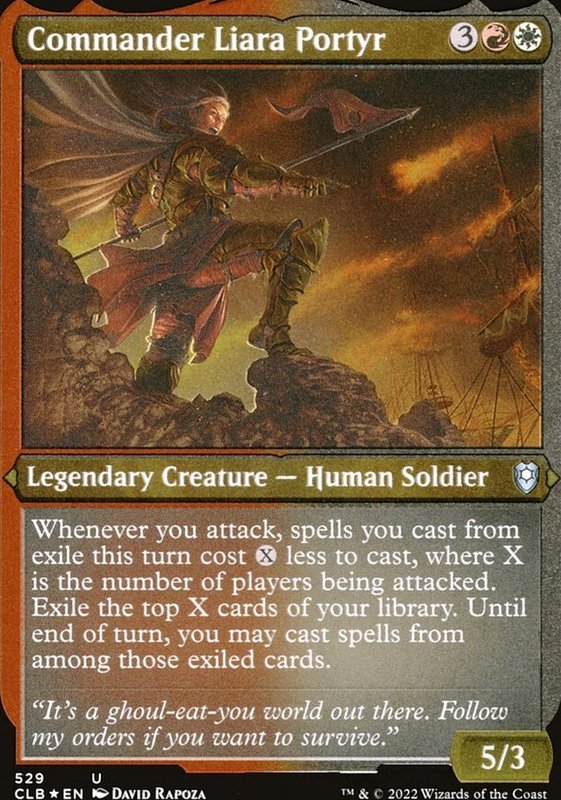 Commander Liara Portyr 3
Legendary Creature — Human Soldier
Whenever you attack, spells you cast from
exile this turn cost X less to cast, where X
is the number of players being attacked.
Exile the top X cards of your library. Until
end of turn, you may cast spells from
among those exiled cards.
“It’s a ghoul-eat-you world out there. Follow
my orders if you want to survive.”
5/3
529 U
CLB★EN DAVID RAPOZA ™ & © 2022 Wizards of the Coast